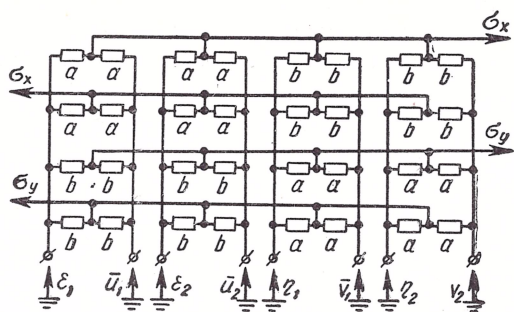 σx
a a a a b b b b
σx
a a a a b b b b
σy
b b b b a a a a
σy
b b b b a a a a
ε₁ ū₁ ε₂ ū₂ η₁ v̄₁ η₂ v₂